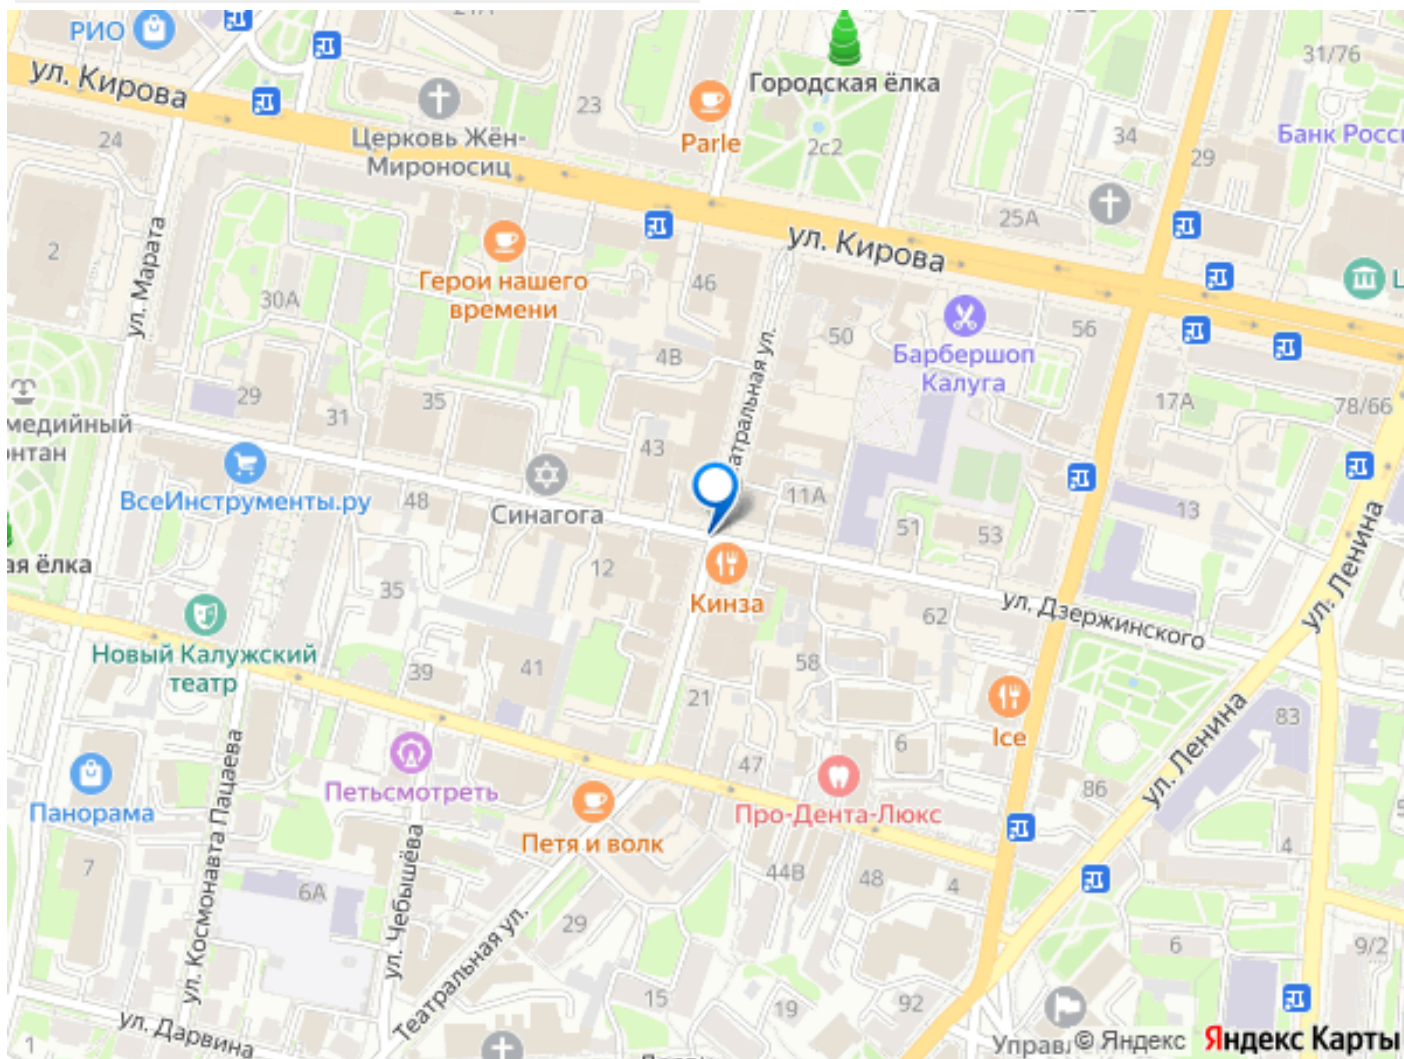 21А
РИО
ул. Кирова
Городская ёлка
31/76
24
23
Церковь Жён-
Мироносиц
Parle
2с2
34
Банк Росс
29
25А
ул. Кирова
2
ул. Марата
Герои нашего
времени
30А
46
50
Барбершоп
Калуга
56
Ц
4В
атральная ул.
17А
78/66
29
31
35
43
медийный
нтан
ВсеИнструменты.ру
48
Синагога
11А
51
53
13
ая ёлка
35
12
Кинза
62
ул. Дзержинского
ул. Ленина
Новый Калужский
театр
39
41
58
21
Ice
6
83
ул. Ленина
47
86
Панорама
Петьсмотреть
Про-Дента-Люкс
Петя и волк
ул. Космонавта Пацаева
ул. Чебышёва
7
6А
44В
48
4
4
29
Театральная ул.
6
9/2
15
19
92
ул. Дарвина
1
Управл
© Яндекс Яндекс Карты